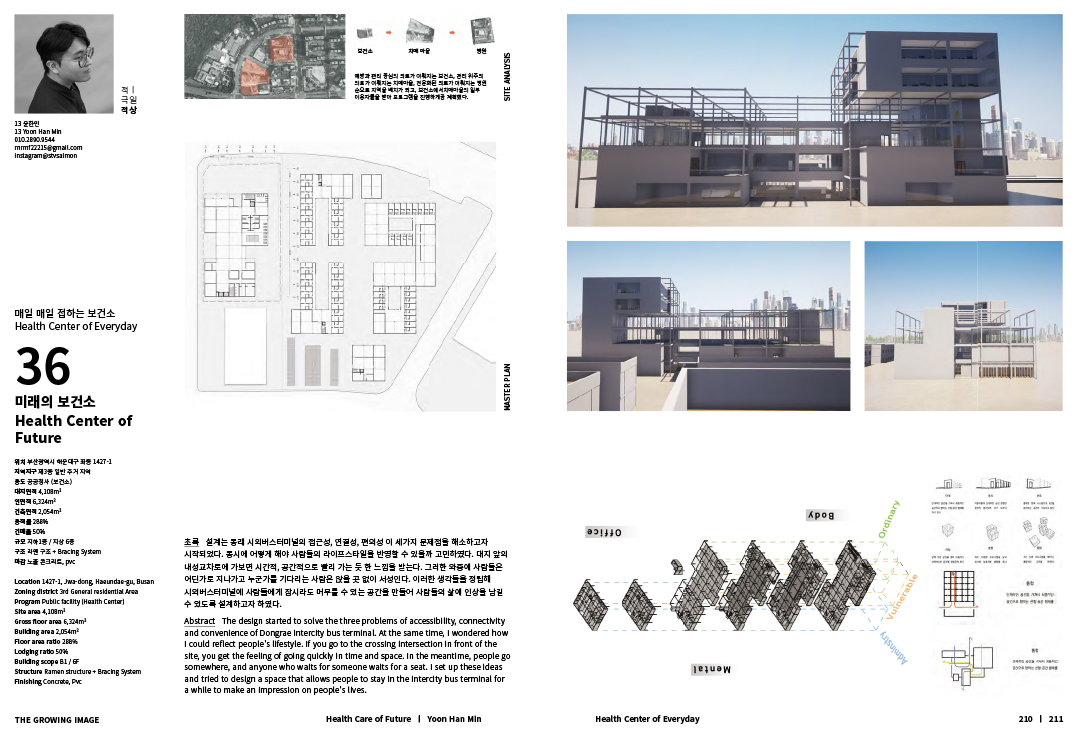 적 |
극 일
적 상
13 윤한민
13 Yoon Han Min
010.2890.9544
mrmf22215@gmail.com
instagram@stvsalmon
매일 매일 접하는 보건소
Health Center of Everyday
36
미래의 보건소
Health Center of
Future
위치 부산광역시 해운대구 좌동 1427-1
지역지구 제3종 일반 주거 지역
용도 공공청사 (보건소)
대지면적 4,108m²
연면적 6,324m²
건축면적 2,054m²
용적률 288%
건폐율 50%
규모 지하1층 / 지상 6층
구조 라멘 구조 + Bracing System
마감 노출 콘크리트, pvc
Location 1427-1, Jwa-dong, Haeundae-gu, Busan
Zoning district 3rd General residential Area
Program Public facility (Health Center)
Site area 4,108m²
Gross floor area 6,324m²
Building area 2,054m²
Floor area ratio 288%
Lodging ratio 50%
Building scope B1 / 6F
Structure Ramen structure + Bracing System
Finishing Concrete, Pvc
THE GROWING IMAGE
보건소
치매 마을
병원
예방과 관리 중심의 의료가 이뤄지는 보건소, 관리 위주의
의료가 이뤄지는 치매마을, 전문화된 의료가 이뤄지는 병원
순으로 지역을 배치가 되고, 보건소에서치매마을의 일부
이용자들을 받아 프로그램을 진행하게끔 계획했다.
SITE ANALYSIS
MASTER PLAN
초록 설계는 동래 시외버스터미널의 접근성, 연결성, 편의성 이 세가지 문제점을 해소하고자
시작되었다. 동시에 어떻게 해야 사람들의 라이프스타일을 반영할 수 있을까 고민하였다. 대지 앞의
내성교차로에 가보면 시간적, 공간적으로 빨리 가는 듯 한 느낌을 받는다. 그러한 와중에 사람들은
어딘가로 지나가고 누군가를 기다리는 사람은 앉을 곳 없이 서성인다. 이러한 생각들을 정립해
시외버스터미널에 사람들에게 잠시라도 머무를 수 있는 공간을 만들어 사람들의 삶에 인상을 남길
수 있도록 설계하고자 하였다.
Abstract The design started to solve the three problems of accessibility, connectivity
and convenience of Dongrae intercity bus terminal. At the same time, I wondered how
I could reflect people's lifestyle. If you go to the crossing intersection in front of the
site, you get the feeling of going quickly in time and space. In the meantime, people go
somewhere, and anyone who waits for someone waits for a seat. I set up these ideas
and tried to design a space that allows people to stay in the intercity bus terminal for
a while to make an impression on people's lives.
Health Care of Future | Yoon Han Min
Office
Body
Mental
Ordinary
Vulnerable
Adminstry
통합
통합
Health Center of Everyday
210 | 211